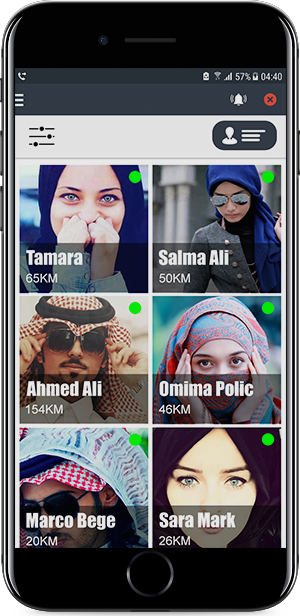 57% 04:40
Tamara
65KM
Salma Ali
50KM
Ahmed Ali
154KM
Omima Polic
46KM
Marco Bege
20KM
Sara Mark
26KM